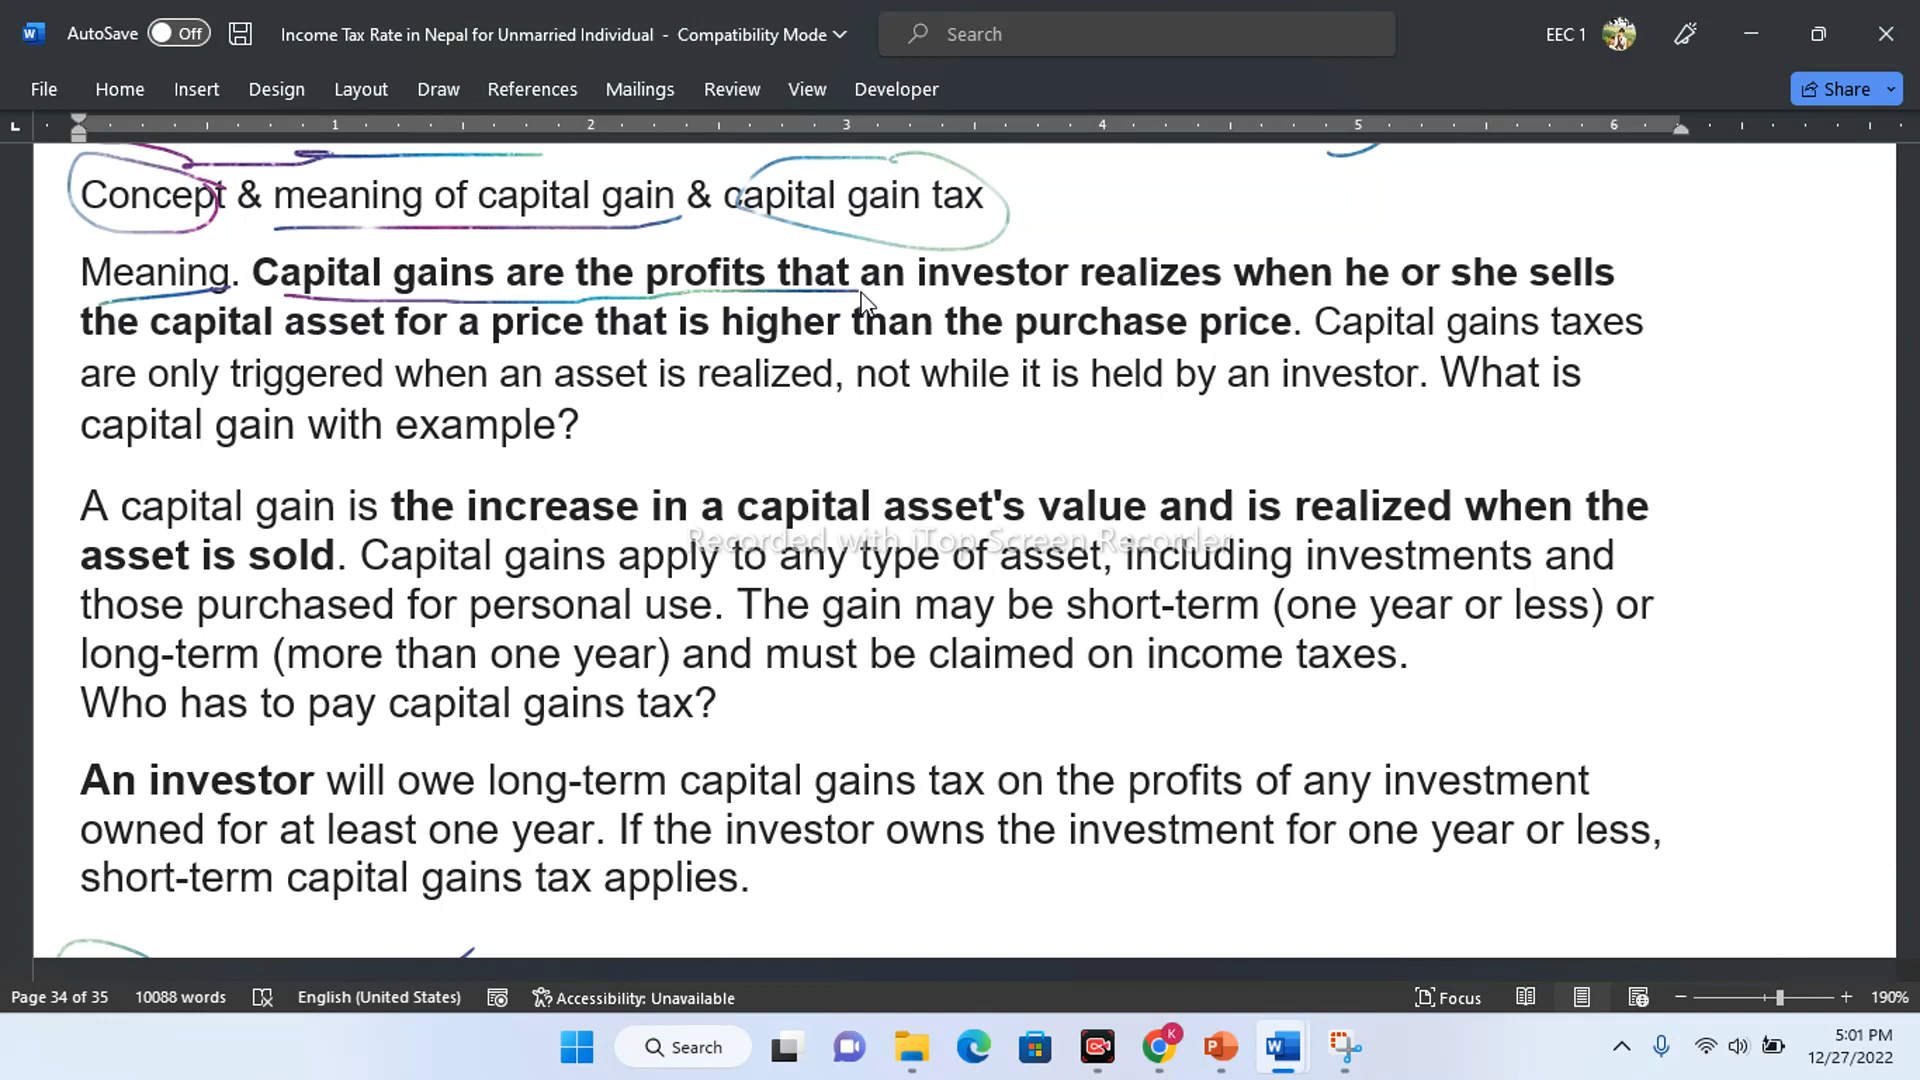 AutoSave Off Income Tax Rate in Nepal for Unmarried Individual - Compatibility Mode Search EEC 1
File Home Insert Design Layout Draw References Mailings Review View Developer Share
L 1 2 3 4 5 6
Concept & meaning of capital gain & capital gain tax
Meaning. Capital gains are the profits that an investor realizes when he or she sells
the capital asset for a price that is higher than the purchase price. Capital gains taxes
are only triggered when an asset is realized, not while it is held by an investor. What is
capital gain with example?
A capital gain is the increase in a capital asset's value and is realized when the
Recorded with iTop Screen Recorder
asset is sold. Capital gains apply to any type of asset, including investments and
those purchased for personal use. The gain may be short-term (one year or less) or
long-term (more than one year) and must be claimed on income taxes.
Who has to pay capital gains tax?
An investor will owe long-term capital gains tax on the profits of any investment
owned for at least one year. If the investor owns the investment for one year or less,
short-term capital gains tax applies.
Page 34 of 35 10088 words English (United States) Accessibility: Unavailable Focus 190%
Search K 5:01 PM
12/27/2022